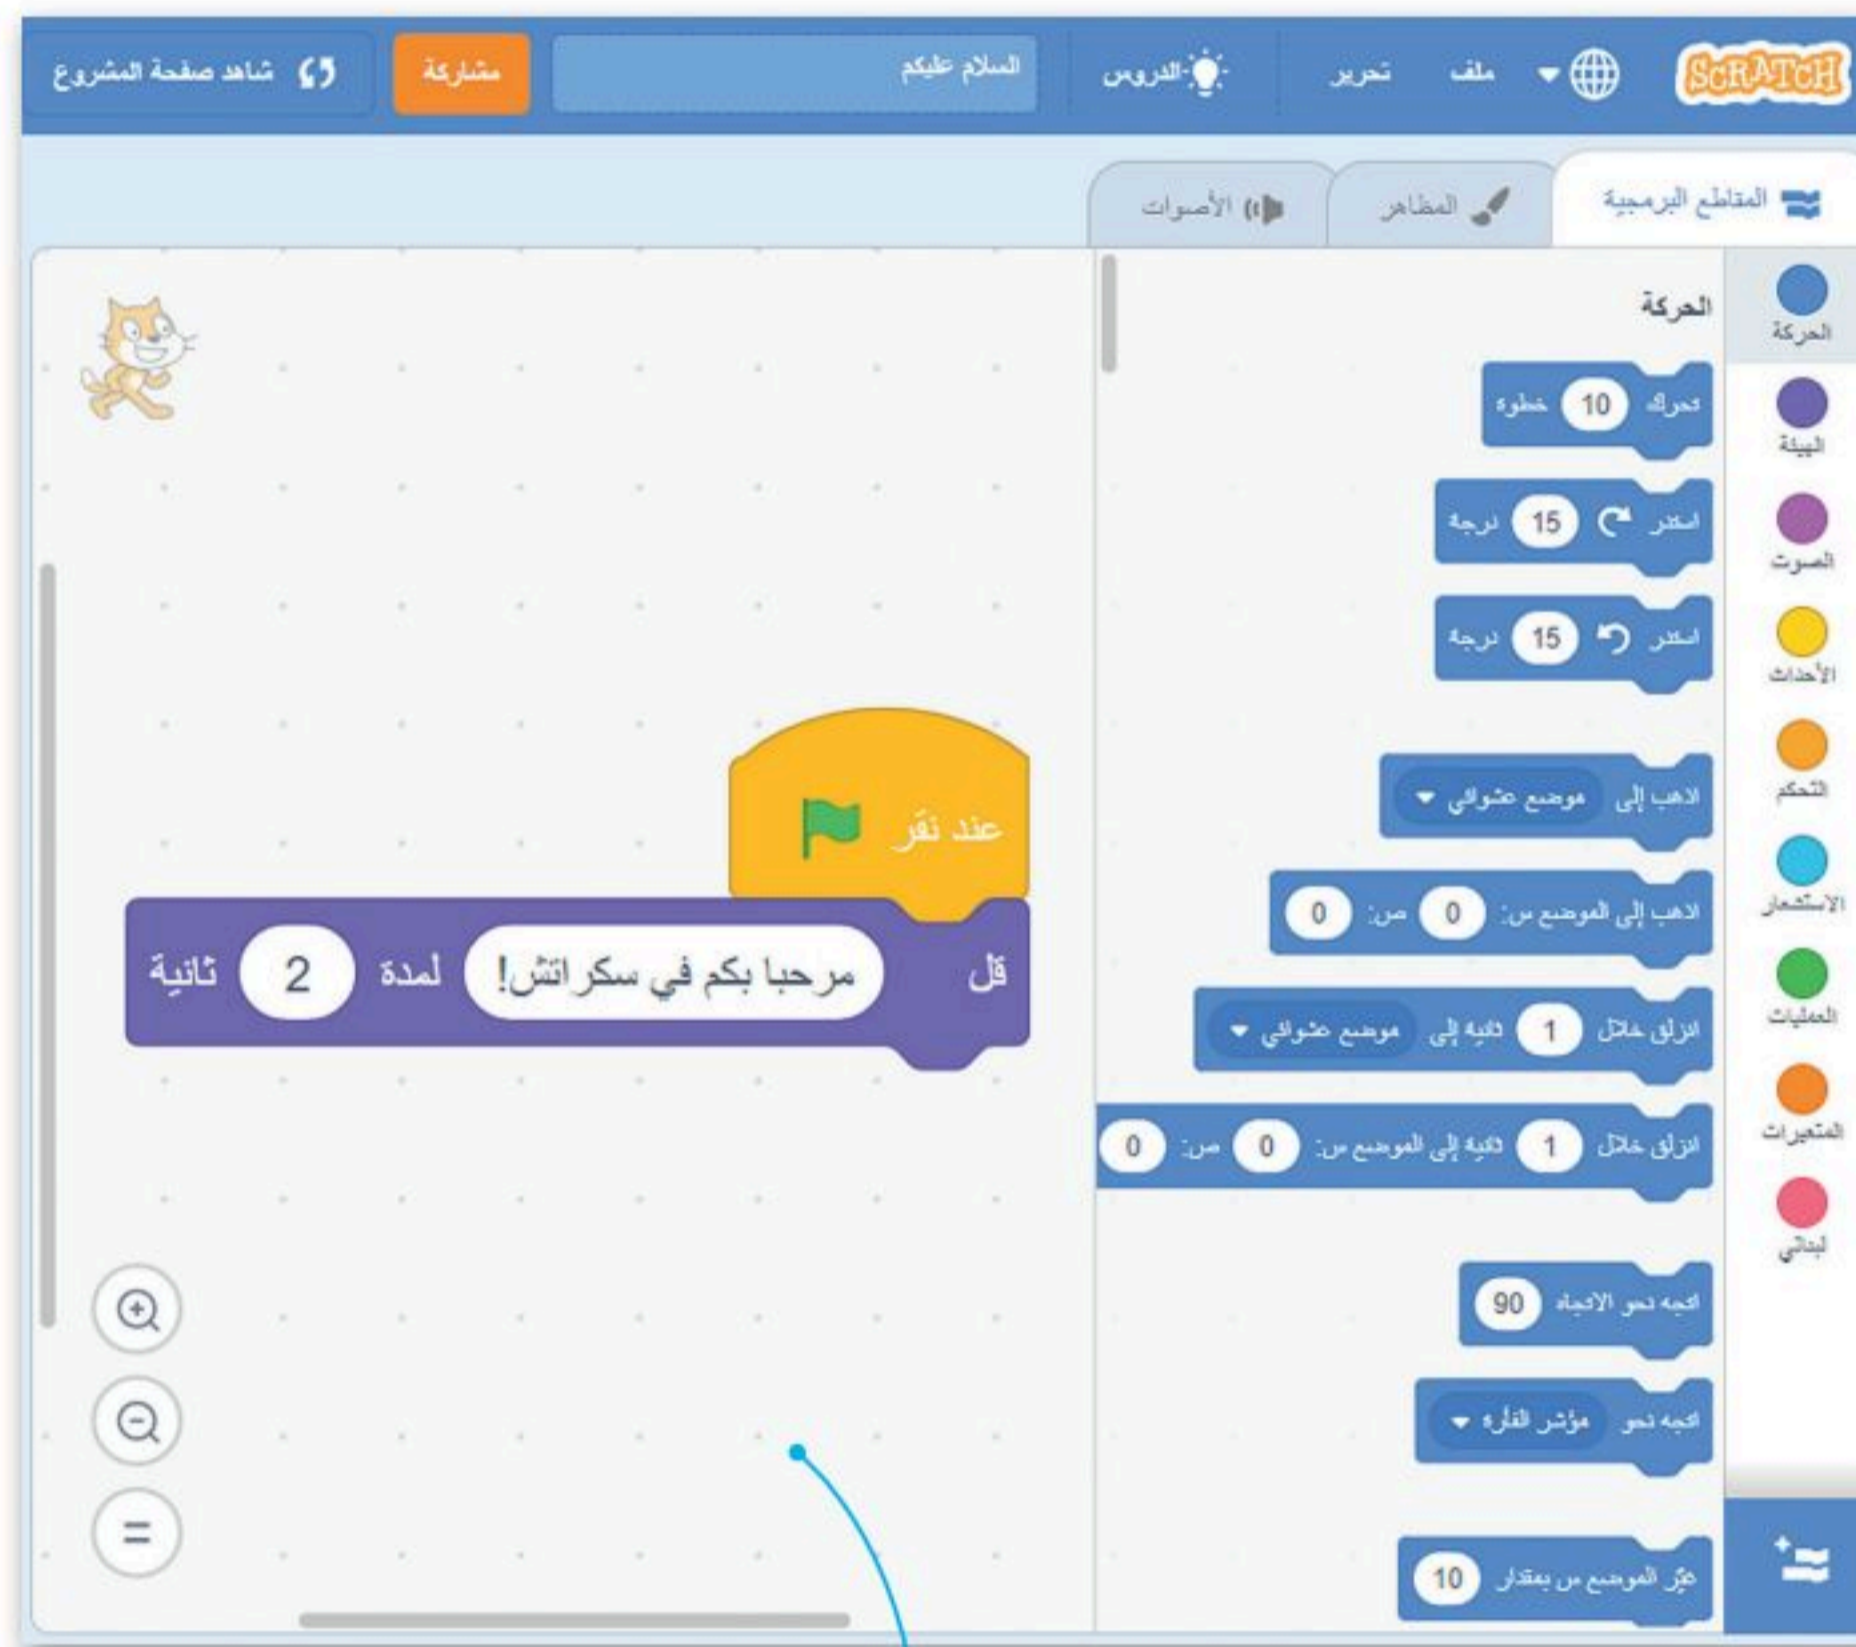 SCRATCH ملف تحرير الدروس السلام عليكم مشاركة شاهد صفحة المشروع
المقاطع البرمجية المظاهر الأصوات
الحركة
الهيئة
الصوت
الأحداث
التحكم
الاستشعار
العمليات
المتغيرات
لبناتي
الحركة
تحرك 10 خطوة
استدر 15 درجة
استدر 15 درجة
اذهب إلى موضع عشوائي
اذهب إلى الموضع س: 0 ص: 0
انزلق خلال 1 ثانية إلى موضع عشوائي
انزلق خلال 1 ثانية إلى الموضع س: 0 ص: 0
اتجه نحو الاتجاه 90
اتجه نحو مؤشر الفأرة
غيّر الموضع س بمقدار 10
عند نقر
قل مرحبا بكم في سكراتش! لمدة 2 ثانية